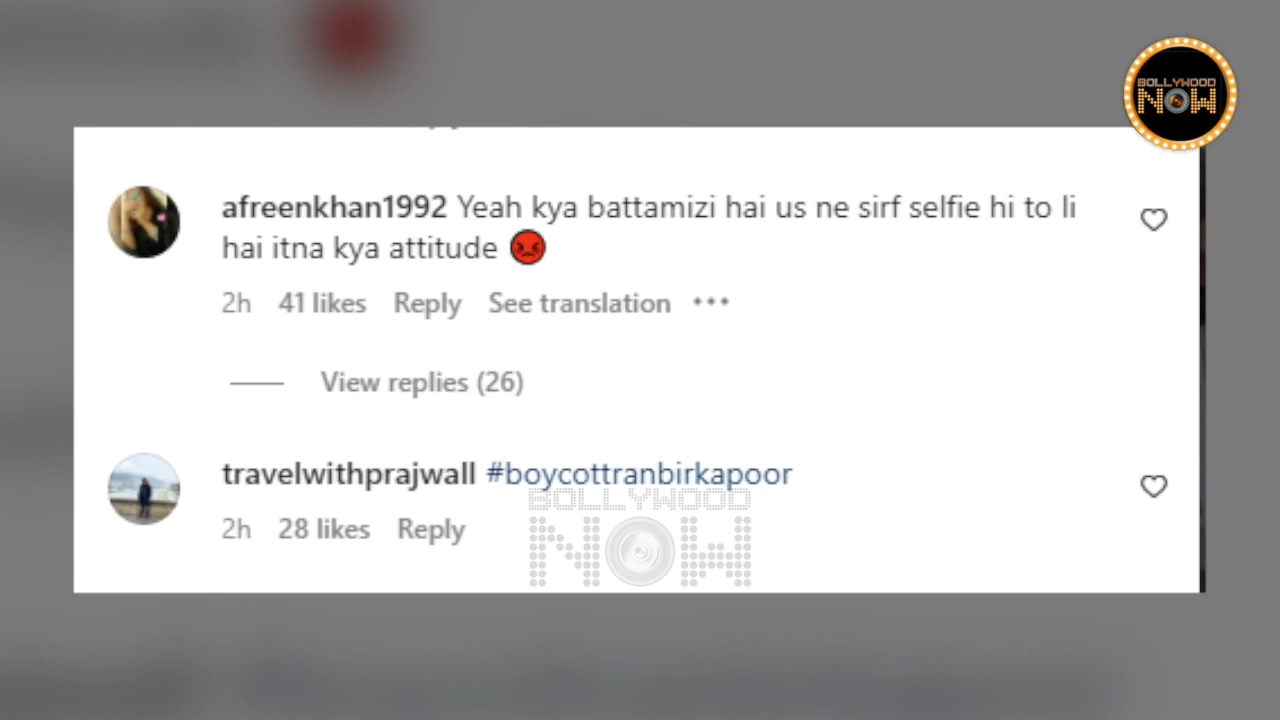 BOLLYWOOD
NOW
afreenkhan1992 Yeah kya battamizi hai us ne sirf selfie hi to li
hai itna kya attitude 😡
2h 41 likes Reply See translation •••
View replies (26)
travelwithprajwall #boycottranbirkapoor
2h 28 likes Reply
BOLLYWOOD
NOW